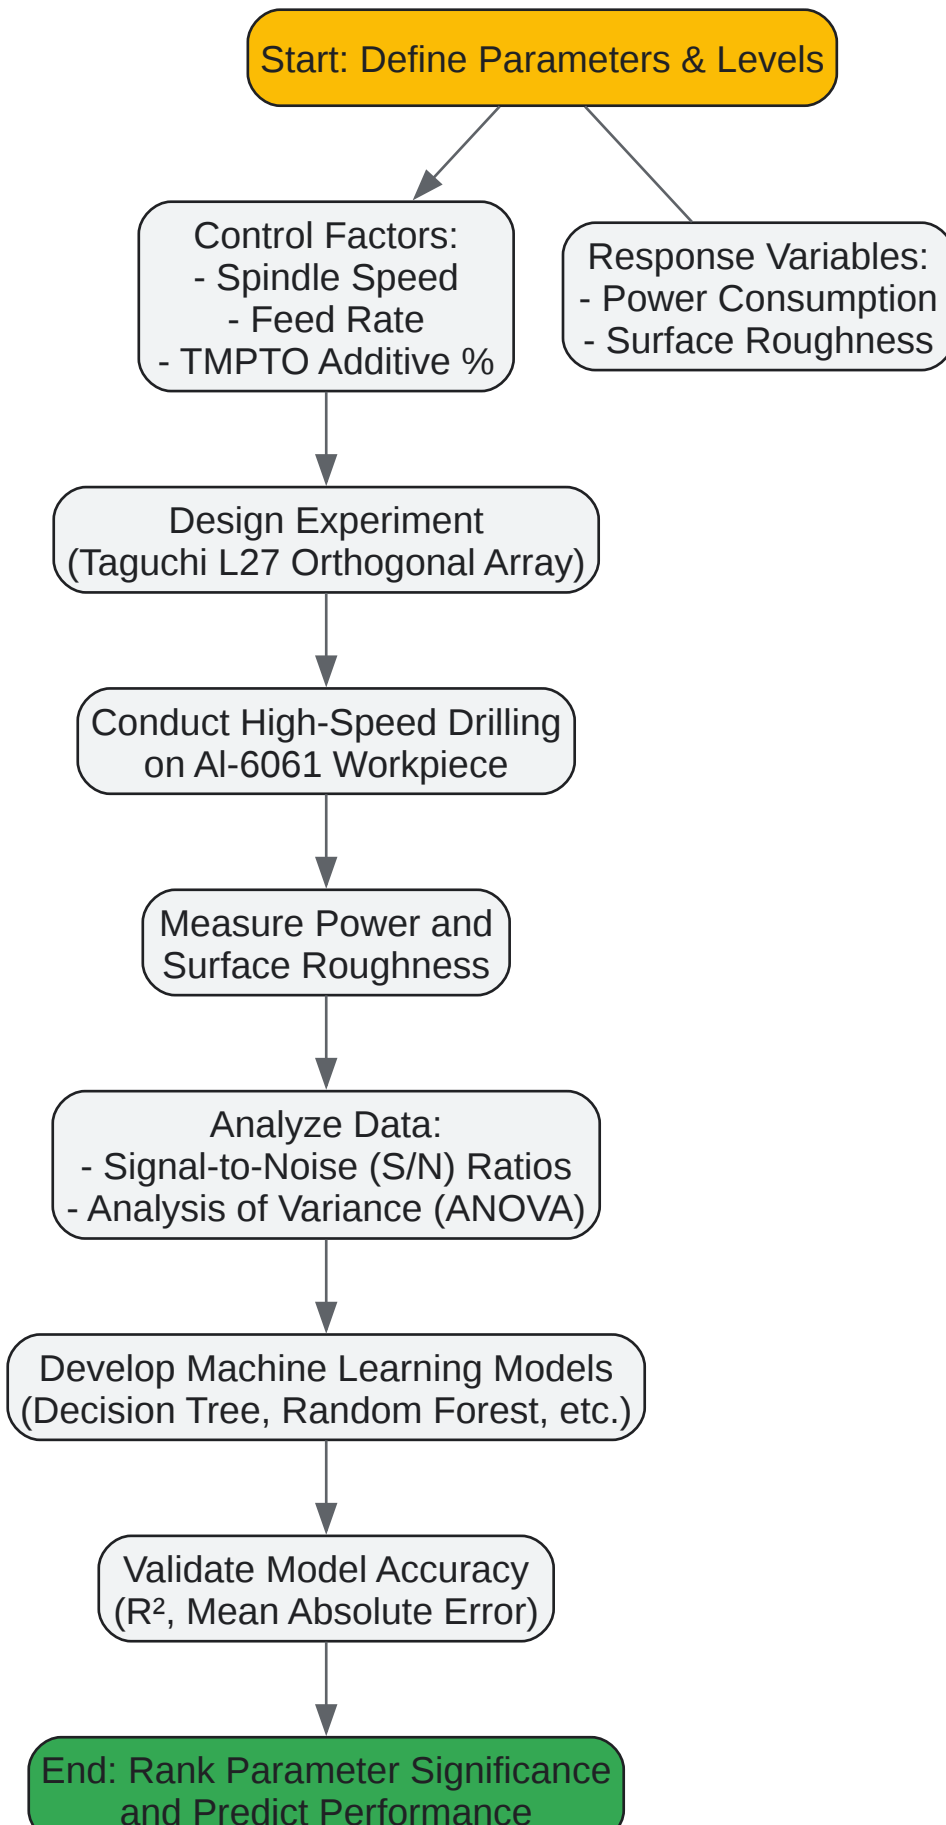 Start: Define Parameters & Levels
Control Factors:
- Spindle Speed
- Feed Rate
- TMPTO Additive %
Response Variables:
- Power Consumption
- Surface Roughness
Design Experiment
(Taguchi L27 Orthogonal Array)
Conduct High-Speed Drilling
on Al-6061 Workpiece
Measure Power and
Surface Roughness
Analyze Data:
- Signal-to-Noise (S/N) Ratios
- Analysis of Variance (ANOVA)
Develop Machine Learning Models
(Decision Tree, Random Forest, etc.)
Validate Model Accuracy
(R², Mean Absolute Error)
End: Rank Parameter Significance
and Predict Performance